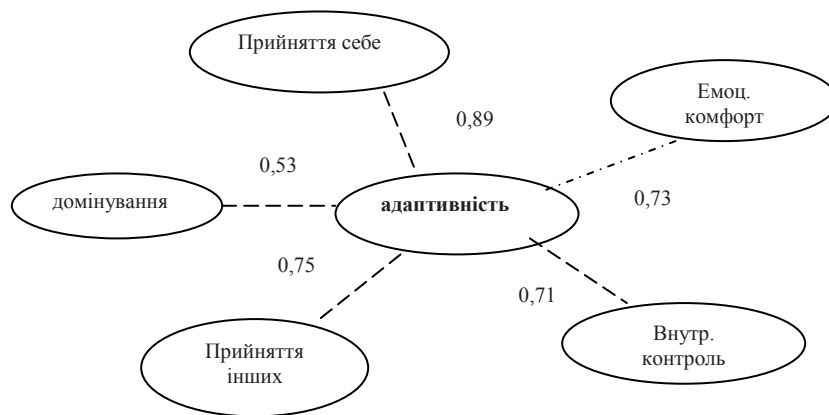 Прийняття себе
Емоц.
комфорт
0,89
0,53
домінування
адаптивність
0,73
0,75
0,71
Прийняття
інших
Внутр.
контроль